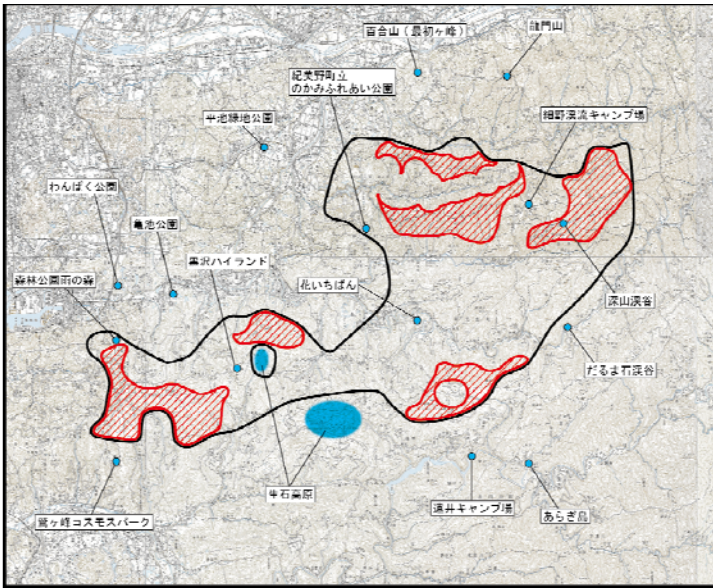 百合山（最初ヶ峰）
龍門山
紀美野町立
のかみふれあい公園
平池緑地公園
細野渓流キャンプ場
わんぱく公園
亀池公園
黒沢ハイランド
花いちばん
森林公園雨の森
深山渓谷
だるま石渓谷
生石高原
鷲ヶ峰コスモスパーク
遠井キャンプ場
あらぎ島